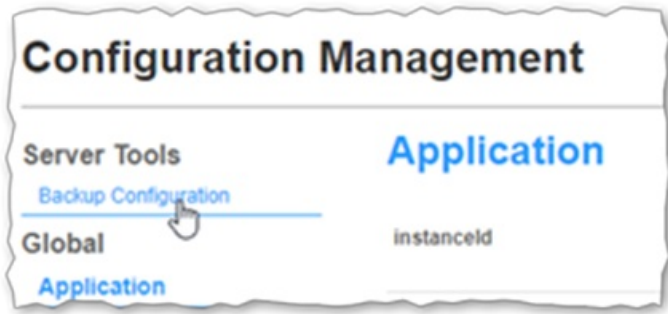 Configuration Management
Server Tools
Backup Configuration
Global
Application
Application
instanceId